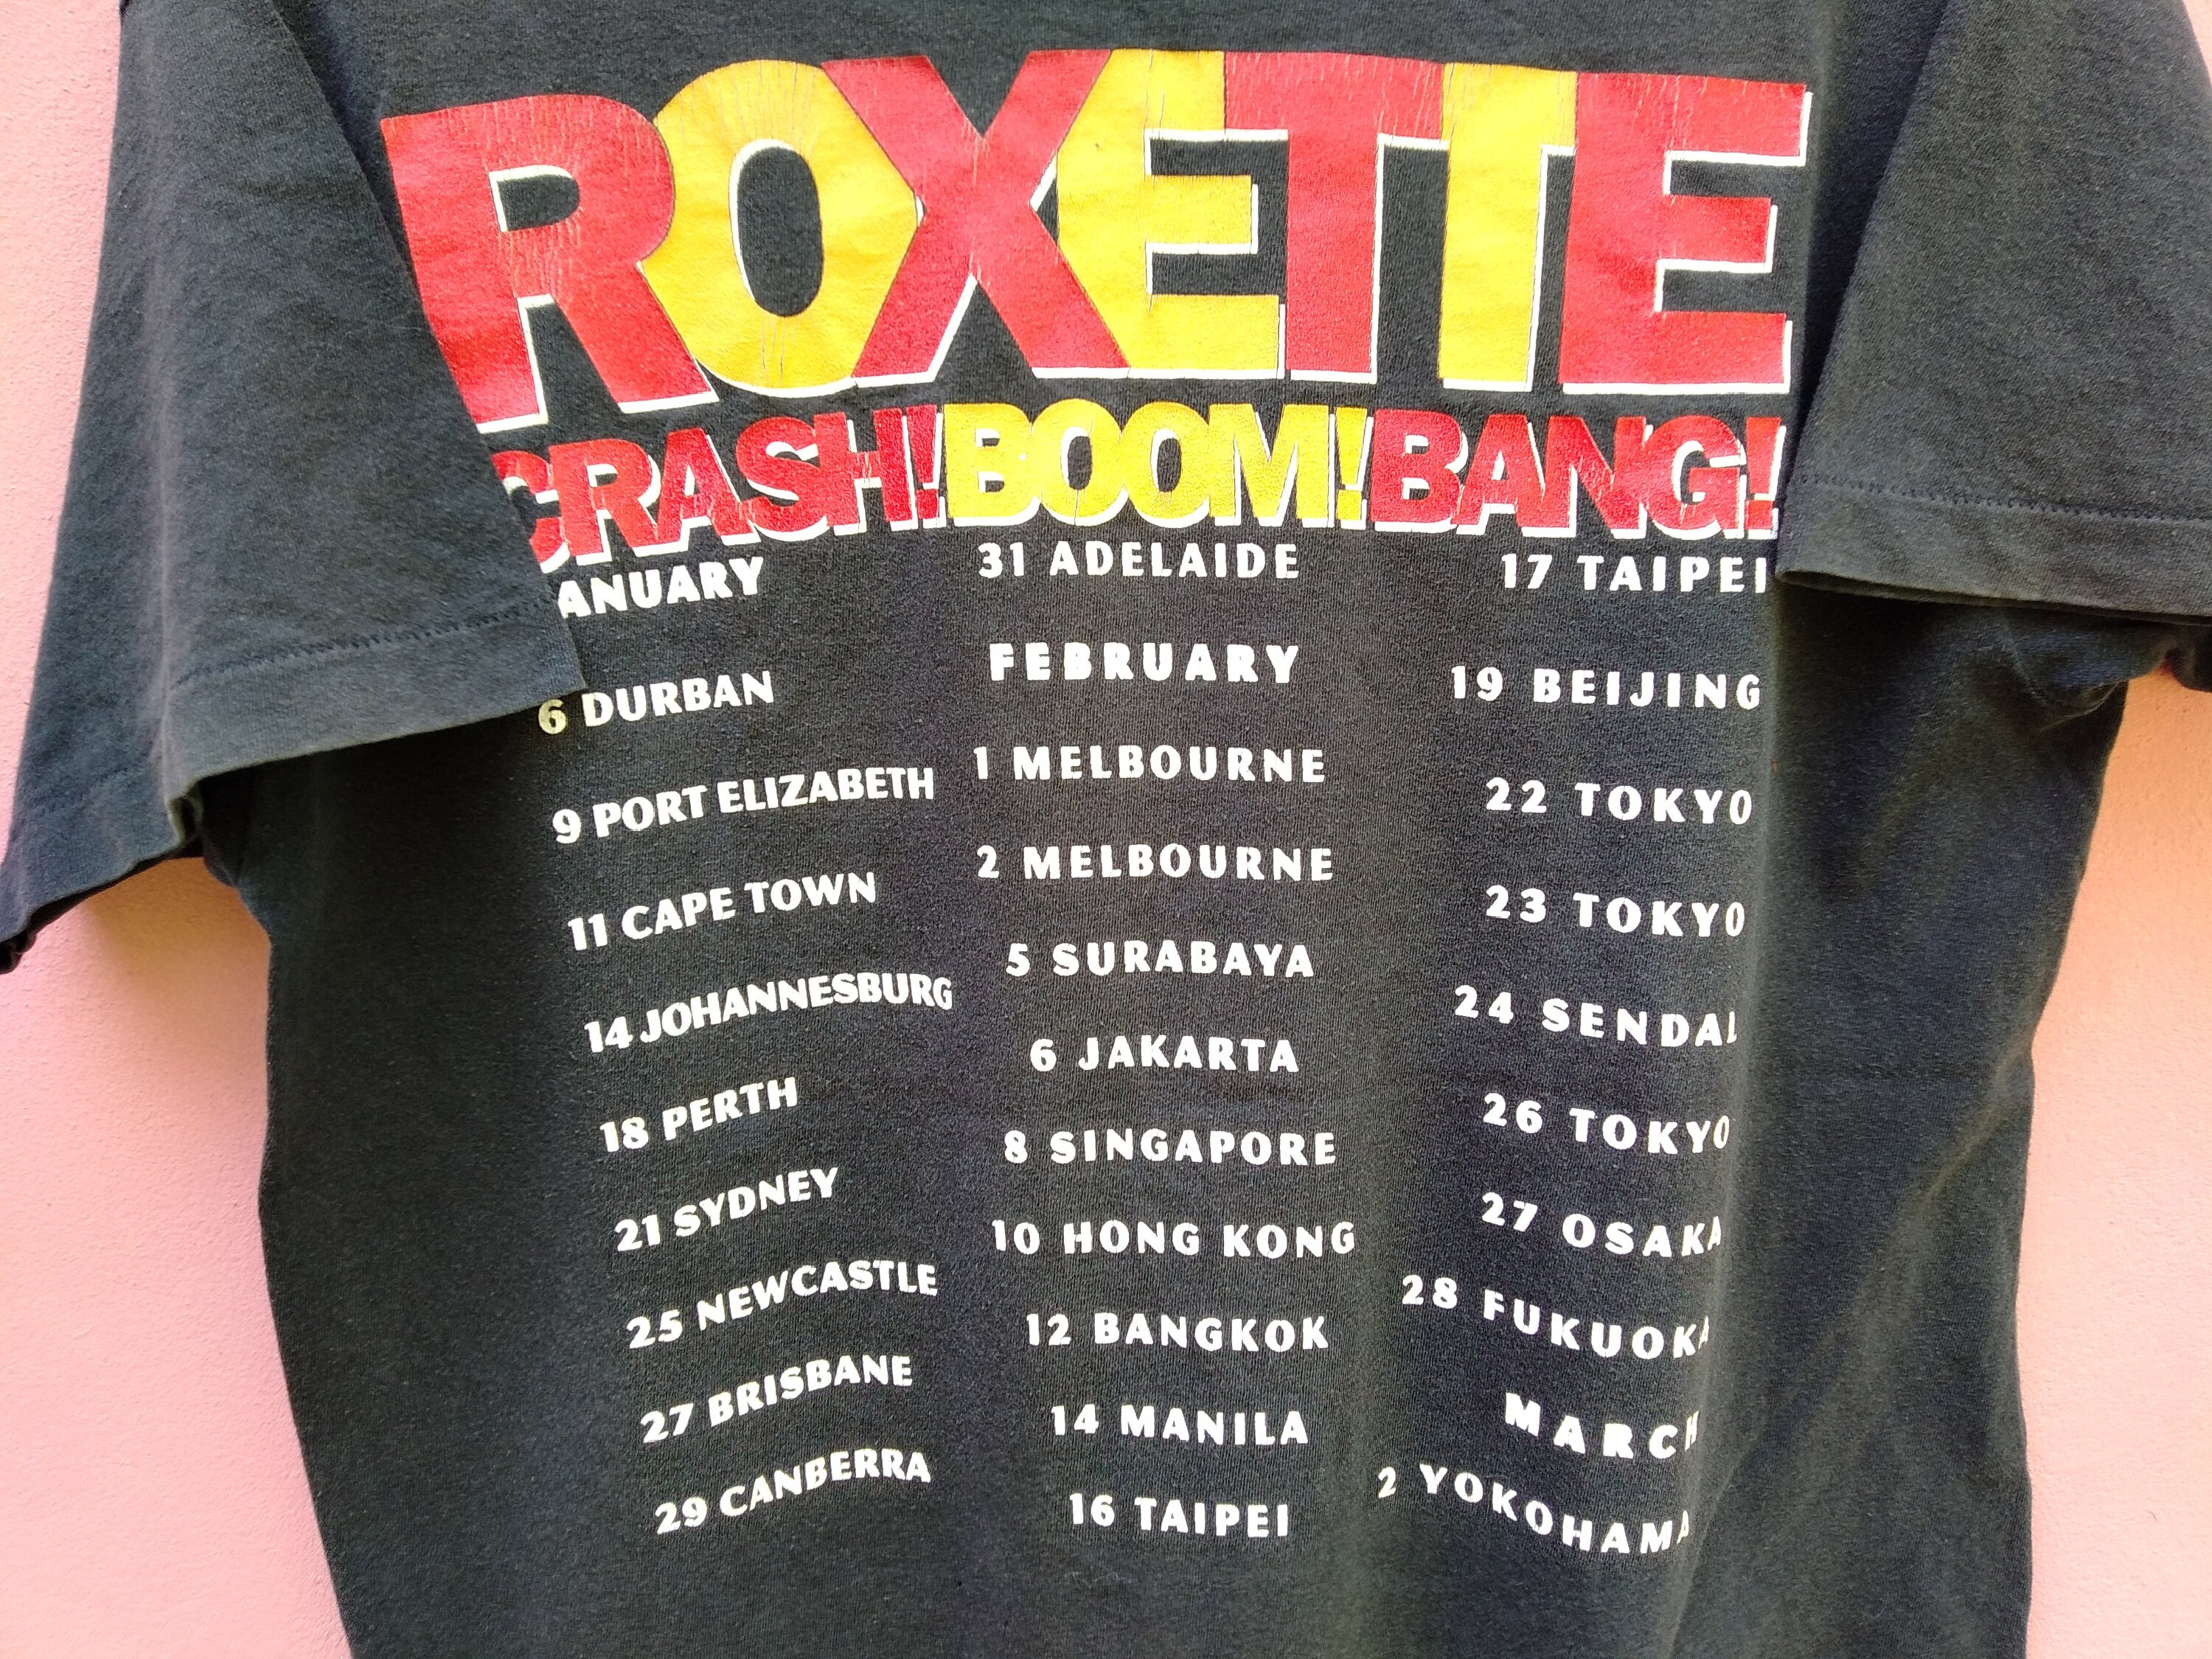 ROXETTE
CRASH! BOOM! BANG!
ANUARY
6 DURBAN
9 PORT ELIZABETH
11 CAPE TOWN
14 JOHANNESBURG
18 PERTH
21 SYDNEY
25 NEWCASTLE
27 BRISBANE
29 CANBERRA
31 ADELAIDE
FEBRUARY
1 MELBOURNE
2 MELBOURNE
5 SURABAYA
6 JAKARTA
8 SINGAPORE
10 HONG KONG
12 BANGKOK
14 MANILA
16 TAIPEI
17 TAIPEI
19 BEIJING
22 TOKYO
23 TOKYO
24 SENDAL
26 TOKYO
27 OSAKA
28 FUKUOKA
MARCH
2 YOKOHAMA